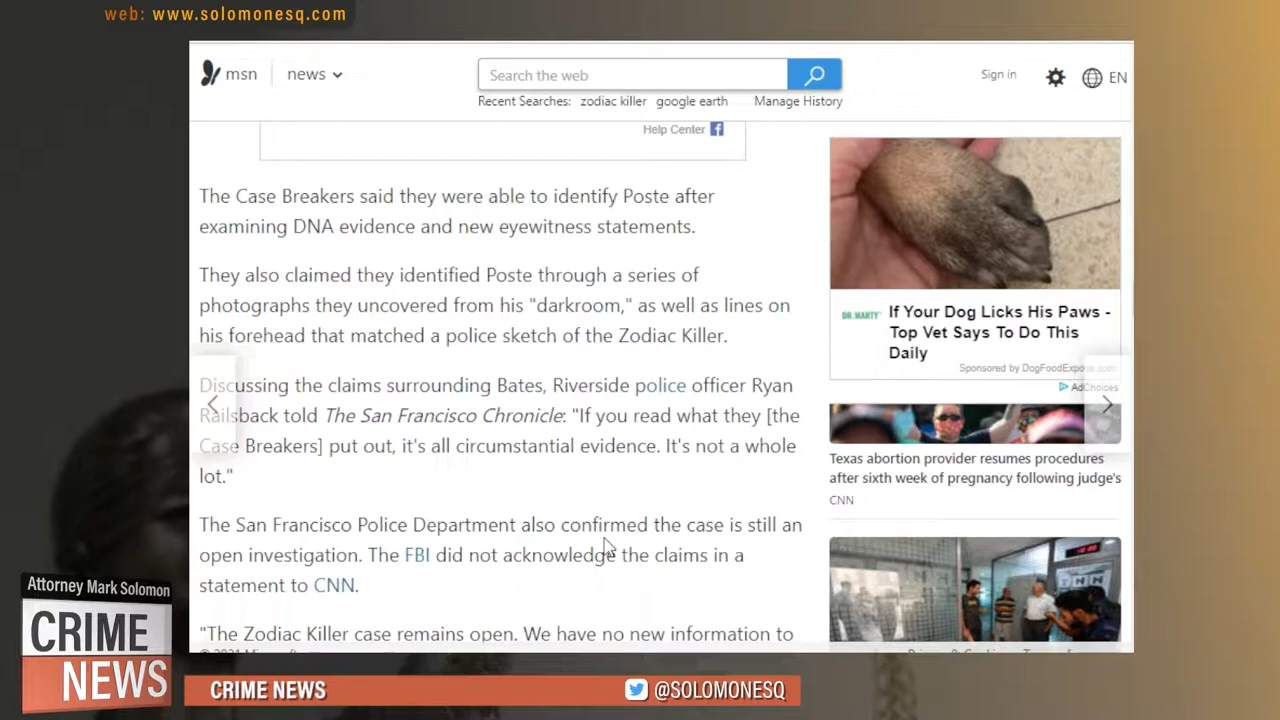 web: www.solomonesq.com
msn
news
Search the web
Sign in
EN
Recent Searches: zodiac killer google earth Manage History
Help Center
The Case Breakers said they were able to identify Poste after
examining DNA evidence and new eyewitness statements.
They also claimed they identified Poste through a series of
photographs they uncovered from his "darkroom," as well as lines on
his forehead that matched a police sketch of the Zodiac Killer.
Discussing the claims surrounding Bates, Riverside police officer Ryan
Railsback told The San Francisco Chronicle: "If you read what they [the
Case Breakers] put out, it's all circumstantial evidence. It's not a whole
lot."
The San Francisco Police Department also confirmed the case is still an
open investigation. The FBI did not acknowledge the claims in a
statement to CNN.
"The Zodiac Killer case remains open. We have no new information to
DR. MARTY
If Your Dog Licks His Paws -
Top Vet Says To Do This
Daily
Sponsored by DogFoodExpose.com
AdChoices
Texas abortion provider resumes procedures
after sixth week of pregnancy following judge's
CNN
Attorney Mark Solomon
CRIME
NEWS
CRIME NEWS
@SOLOMONESQ